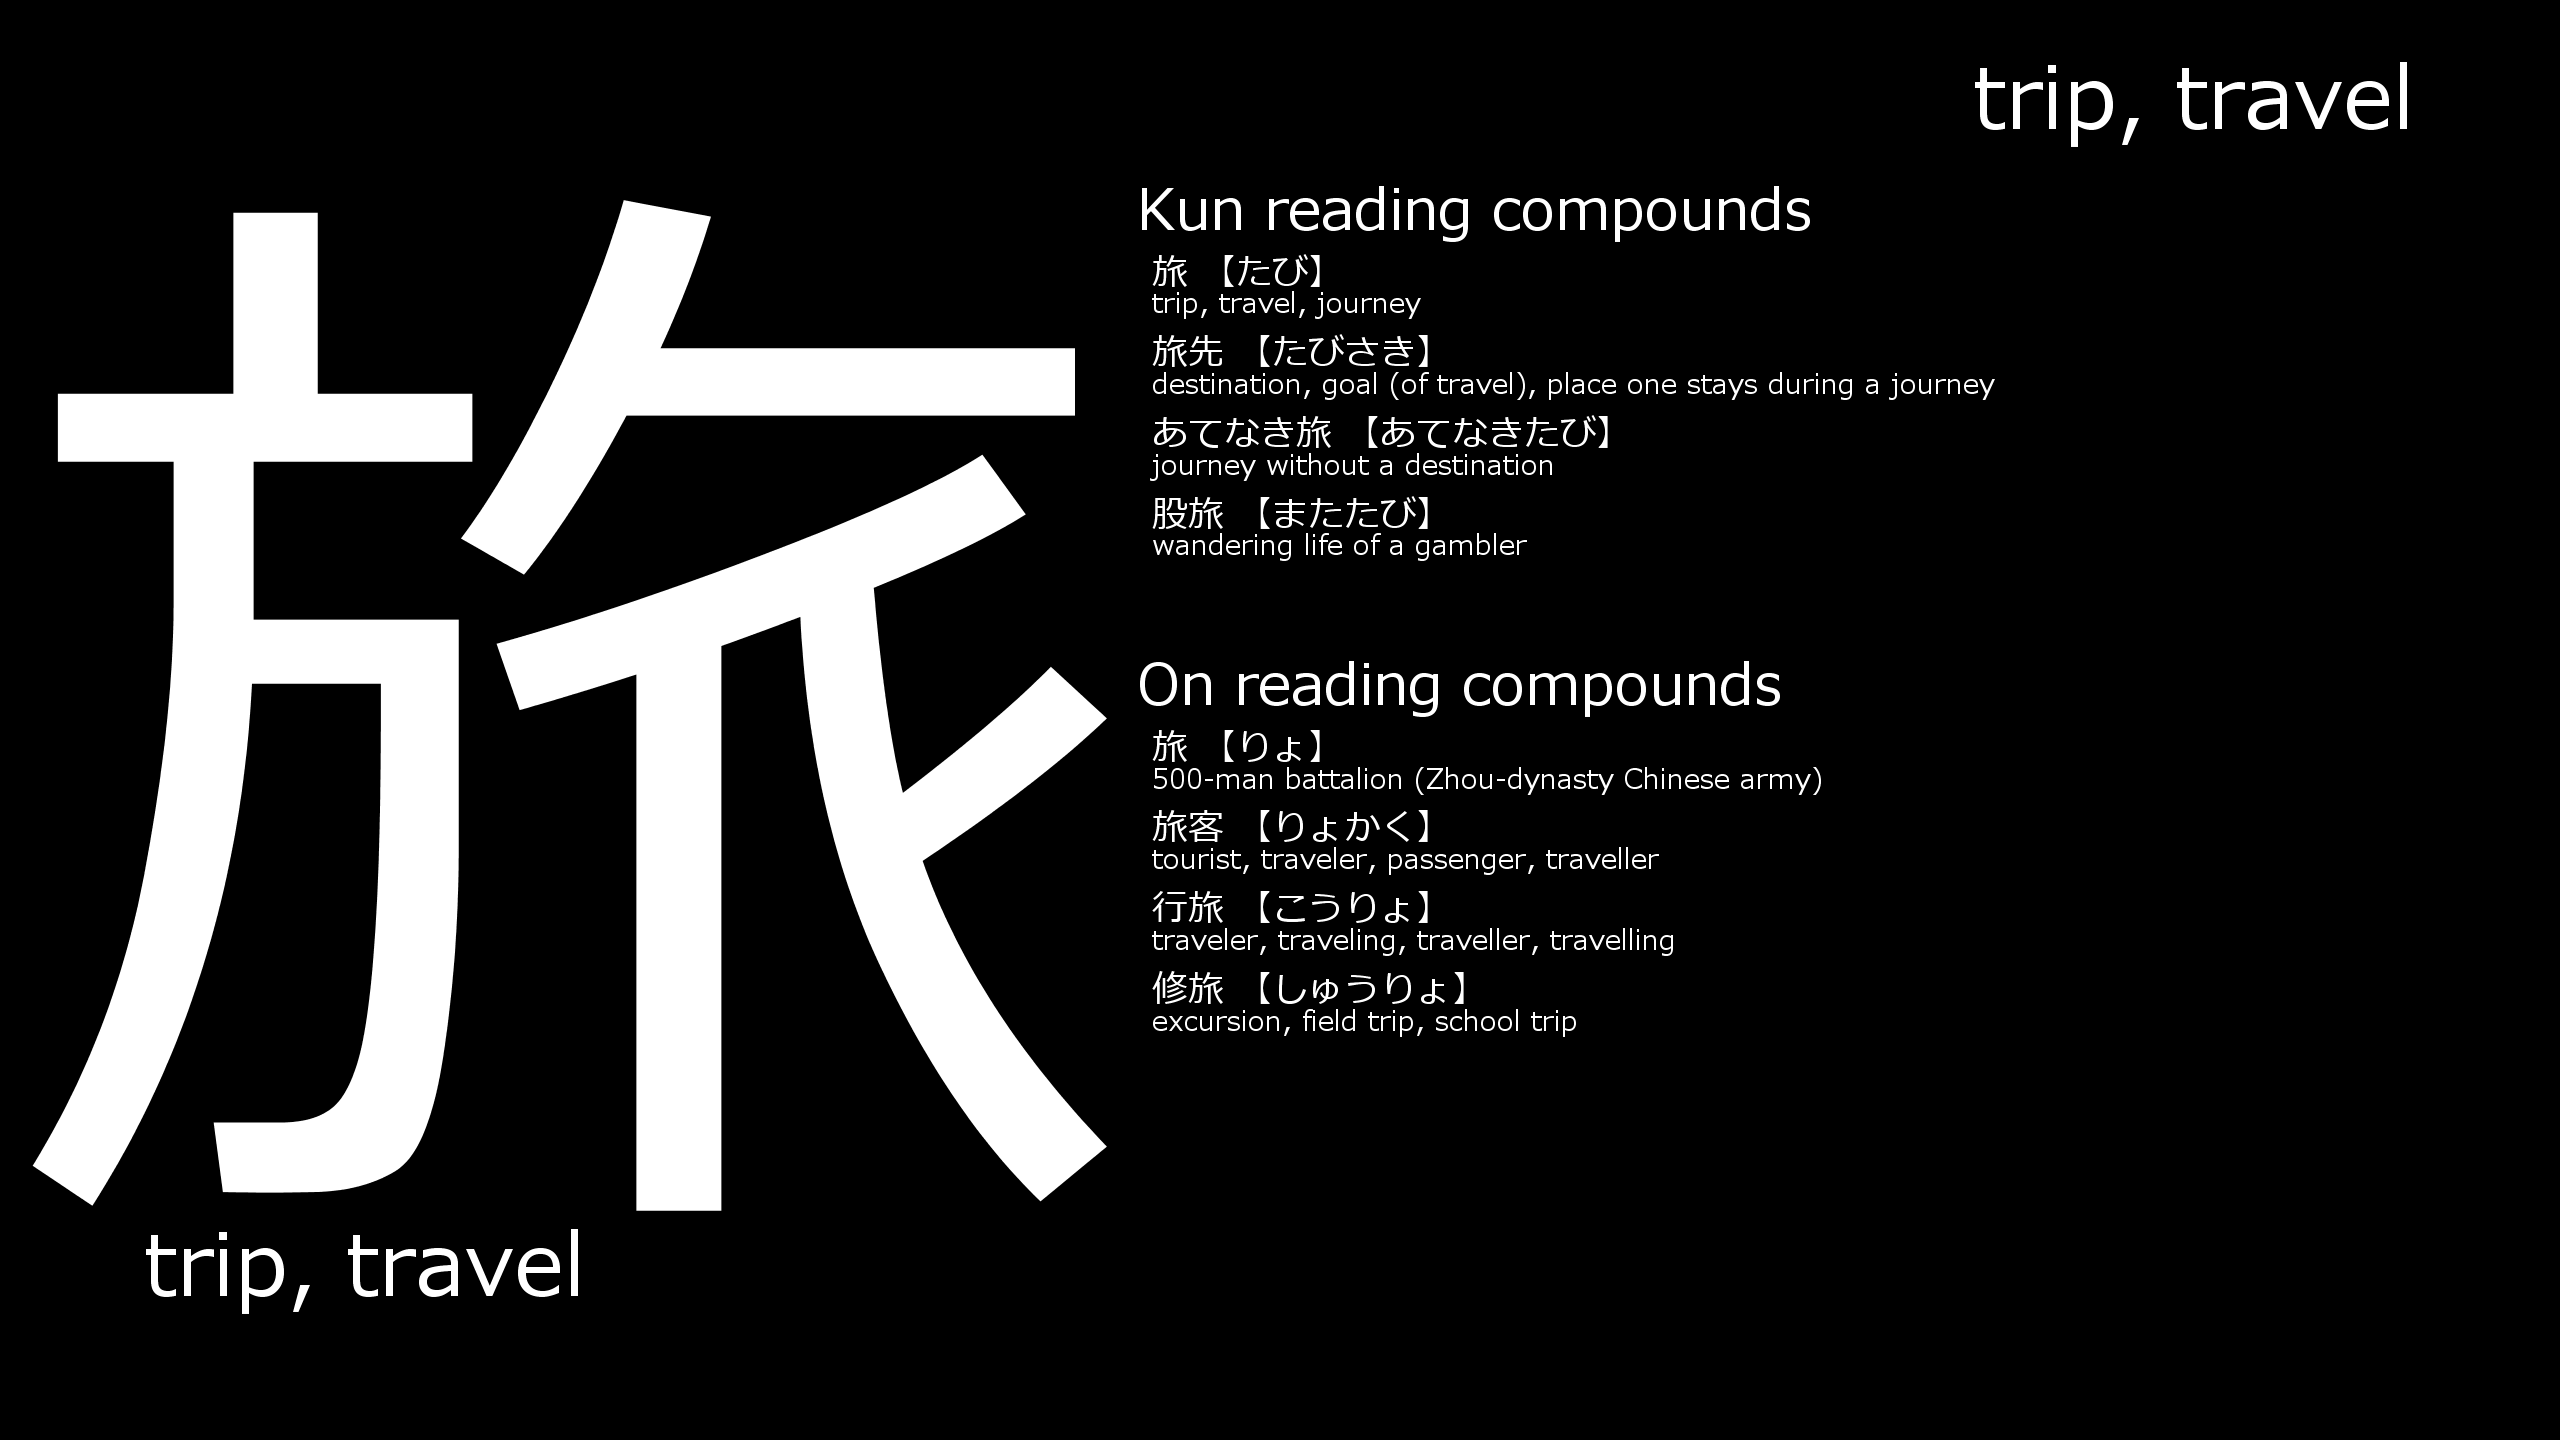 trip, travel
旅
trip, travel
Kun reading compounds
旅 【たび】
trip, travel, journey
旅先 【たびさき】
destination, goal (of travel), place one stays during a journey
あてなき旅 【あてなきたび】
journey without a destination
股旅 【またたび】
wandering life of a gambler
On reading compounds
旅 【りょ】
500-man battalion (Zhou-dynasty Chinese army)
旅客 【りょかく】
tourist, traveler, passenger, traveller
行旅 【こうりょ】
traveler, traveling, traveller, travelling
修旅 【しゅうりょ】
excursion, field trip, school trip